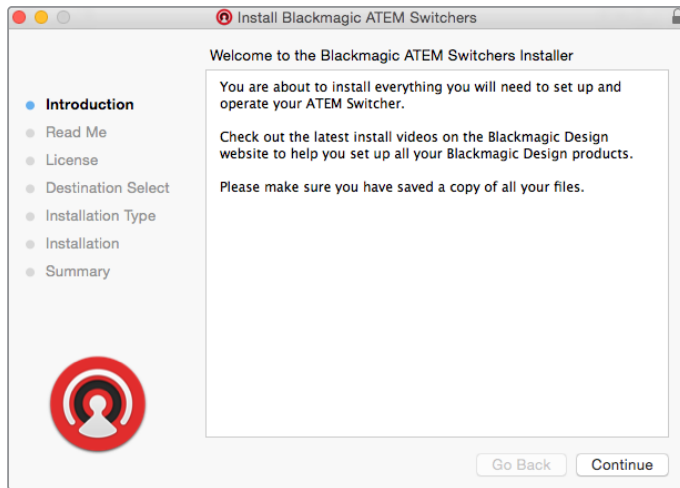 Install Blackmagic ATEM Switchers
Welcome to the Blackmagic ATEM Switchers Installer
Introduction
Read Me
License
Destination Select
Installation Type
Installation
Summary
You are about to install everything you will need to set up and
operate your ATEM Switcher.
Check out the latest install videos on the Blackmagic Design
website to help you set up all your Blackmagic Design products.
Please make sure you have saved a copy of all your files.
Go Back
Continue